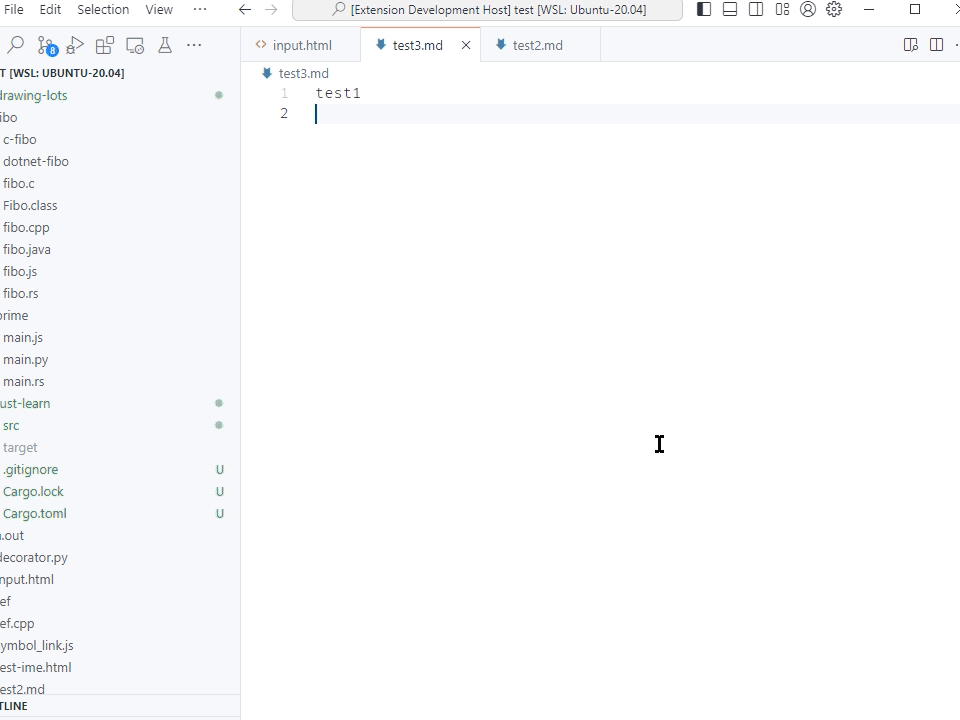 File Edit Selection View ··· [Extension Development Host] test [WSL: Ubuntu-20.04]
8
input.html test3.md test2.md
T [WSL: UBUNTU-20.04]
test3.md
drawing-lots
1 test1
ibo
2
c-fibo
dotnet-fibo
fibo.c
Fibo.class
fibo.cpp
fibo.java
fibo.js
fibo.rs
prime
main.js
main.py
main.rs
ust-learn
src
target
.gitignore U
Cargo.lock U
Cargo.toml U
.out
decorator.py
nput.html
ef
ef.cpp
ymbol_link.js
est-ime.html
est2.md
TLINE